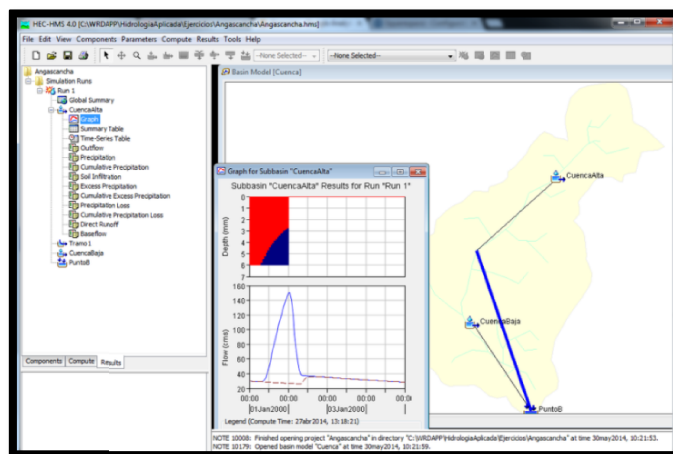 HEC-HMS 4.0 [C:\WRDAPP\HidrologiaAplicada\Ejercicios\Angascancha\Angascancha.hms]
File Edit View Components Parameters Compute Results Tools Help
--None Selected-- --None Selected--
Angascancha
Simulation Runs
Run 1
Global Summary
CuencaAlta
Graph
Summary Table
Time-Series Table
Outflow
Precipitation
Cumulative Precipitation
Soil Infiltration
Excess Precipitation
Cumulative Excess Precipitation
Precipitation Loss
Cumulative Precipitation Loss
Direct Runoff
Baseflow
Tramo1
CuencaBaja
PuntoB
Components Compute Results
Basin Model [Cuenca]
CuencaAlta
CuencaBaja
PuntoB
Graph for Subbasin "CuencaAlta"
Subbasin "CuencaAlta" Results for Run "Run 1"
Depth (mm)
0
1
2
3
4
5
6
7
Flow (cms)
160
140
120
100
80
60
40
20
00:00 00:00 00:00 00:00 00:00
01Jan2000 03Jan2000
Legend (Compute Time: 27abr2014, 13:18:21)
NOTE 10008: Finished opening project "Angascancha" in directory "C:\WRDAPP\HidrologiaAplicada\Ejercicios\Angascancha" at time 30may2014, 10:21:53.
NOTE 10179: Opened basin model "Cuenca" at time 30may2014, 10:21:59.